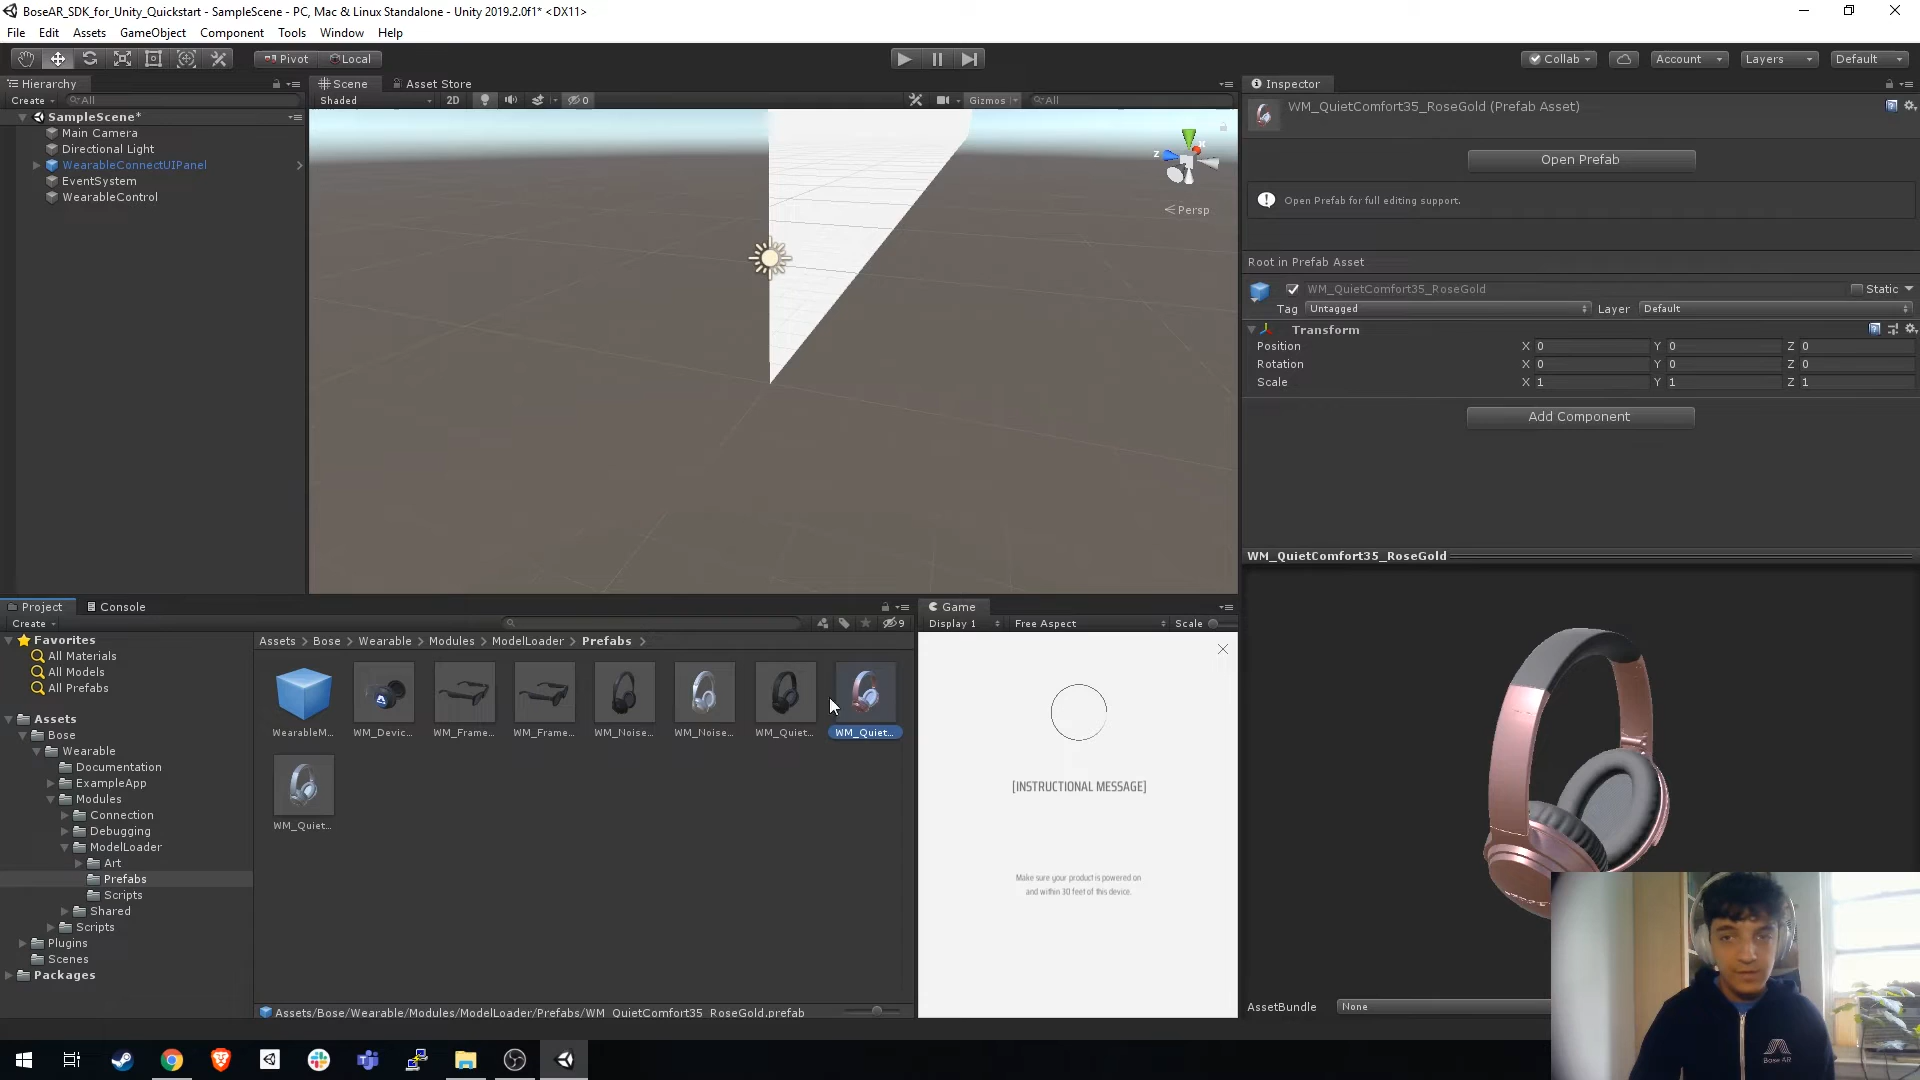 BoseAR_SDK_for_Unity_Quickstart - SampleScene - PC, Mac & Linux Standalone - Unity 2019.2.0f1* <DX11>
File Edit Assets GameObject Component Tools Window Help
Pivot Local Collab Account Layers Default
Hierarchy
Create All
SampleScene*
Main Camera
Directional Light
WearableConnectUIPanel
EventSystem
WearableControl
Scene Asset Store
Shaded 2D 0 Gizmos All
y
x
z
Persp
Inspector
WM_QuietComfort35_RoseGold (Prefab Asset)
Open Prefab
Open Prefab for full editing support.
Root in Prefab Asset
WM_QuietComfort35_RoseGold Static
Tag Untagged Layer Default
Transform
Position X 0 Y 0 Z 0
Rotation X 0 Y 0 Z 0
Scale X 1 Y 1 Z 1
Add Component
WM_QuietComfort35_RoseGold
AssetBundle None
Project Console
Create 9
Favorites
All Materials
All Models
All Prefabs
Assets
Bose
Wearable
Documentation
ExampleApp
Modules
Connection
Debugging
ModelLoader
Art
Prefabs
Scripts
Shared
Scripts
Plugins
Scenes
Packages
Assets > Bose > Wearable > Modules > ModelLoader > Prefabs >
WearableM... WM_Devic... WM_Frame... WM_Frame... WM_Noise... WM_Noise... WM_Quiet... WM_Quiet...
WM_Quiet...
Assets/Bose/Wearable/Modules/ModelLoader/Prefabs/WM_QuietComfort35_RoseGold.prefab
Game
Display 1 Free Aspect Scale
[INSTRUCTIONAL MESSAGE]
Make sure your product is powered on
and within 30 feet of this device.
Bose AR